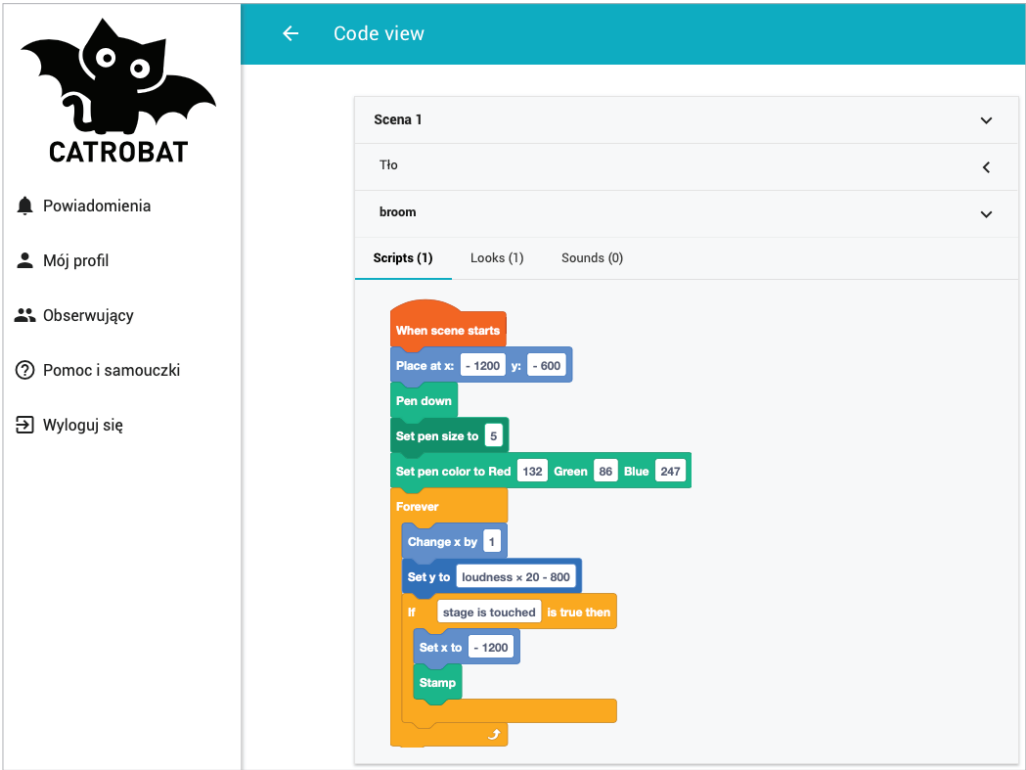 CATROBAT
Powiadomienia
Mój profil
Obserwujący
Pomoc i samouczki
Wyloguj się
Code view
Scena 1
Tło
broom
Scripts (1) Looks (1) Sounds (0)
When scene starts
Place at x: - 1200 y: - 600
Pen down
Set pen size to 5
Set pen color to Red 132 Green 86 Blue 247
Forever
Change x by 1
Set y to loudness × 20 - 800
If stage is touched is true then
Set x to - 1200
Stamp